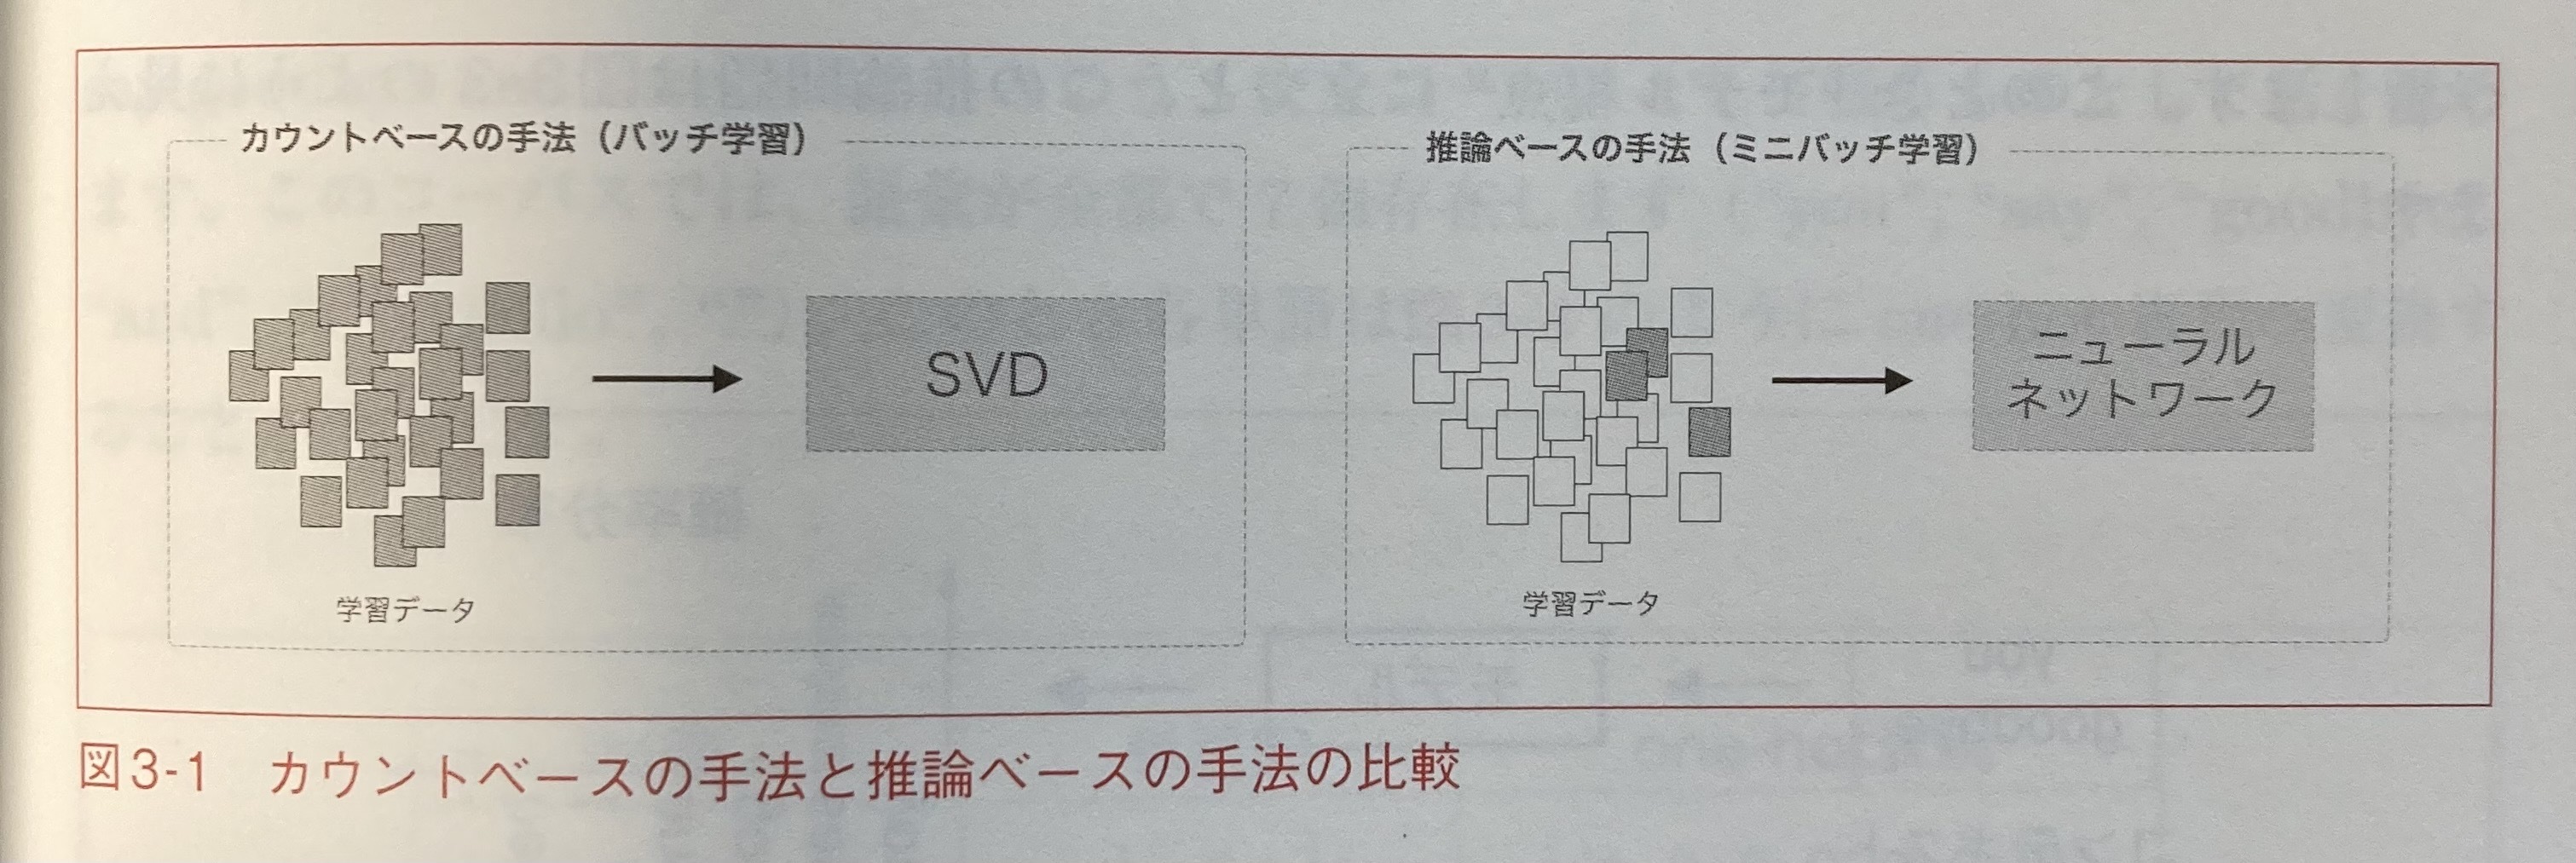 カウントベースの手法（バッチ学習）
SVD
学習データ
推論ベースの手法（ミニバッチ学習）
ニューラル
ネットワーク
学習データ
図3-1　カウントベースの手法と推論ベースの手法の比較